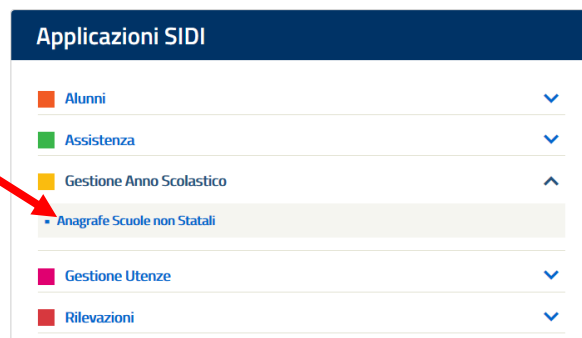 Applicazioni SIDI
Alunni
Assistenza
Gestione Anno Scolastico
Anagrafe Scuole non Statali
Gestione Utenze
Rilevazioni